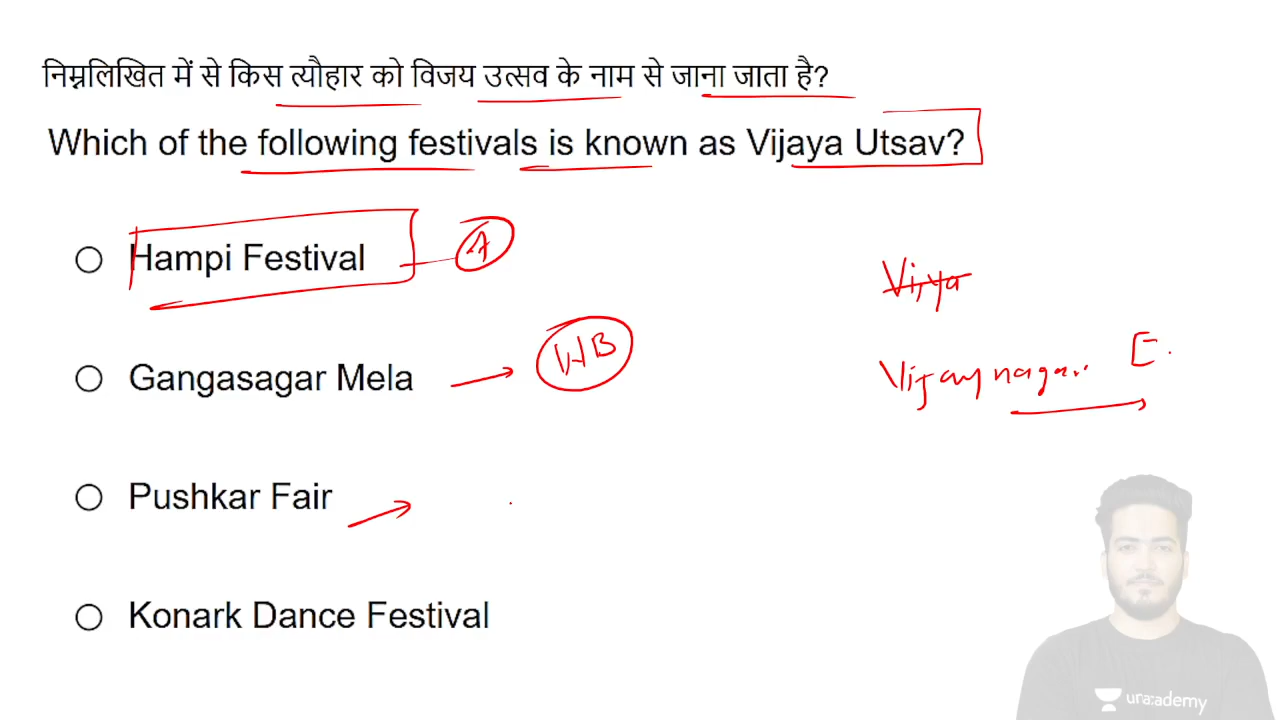 निम्नलिखित में से किस त्यौहार को विजय उत्सव के नाम से जाना जाता है?
Which of the following festivals is known as Vijaya Utsav?
Hampi Festival
A
Vijya
Gangasagar Mela
WB
Vijaynagar E.
Pushkar Fair
Konark Dance Festival
unacademy